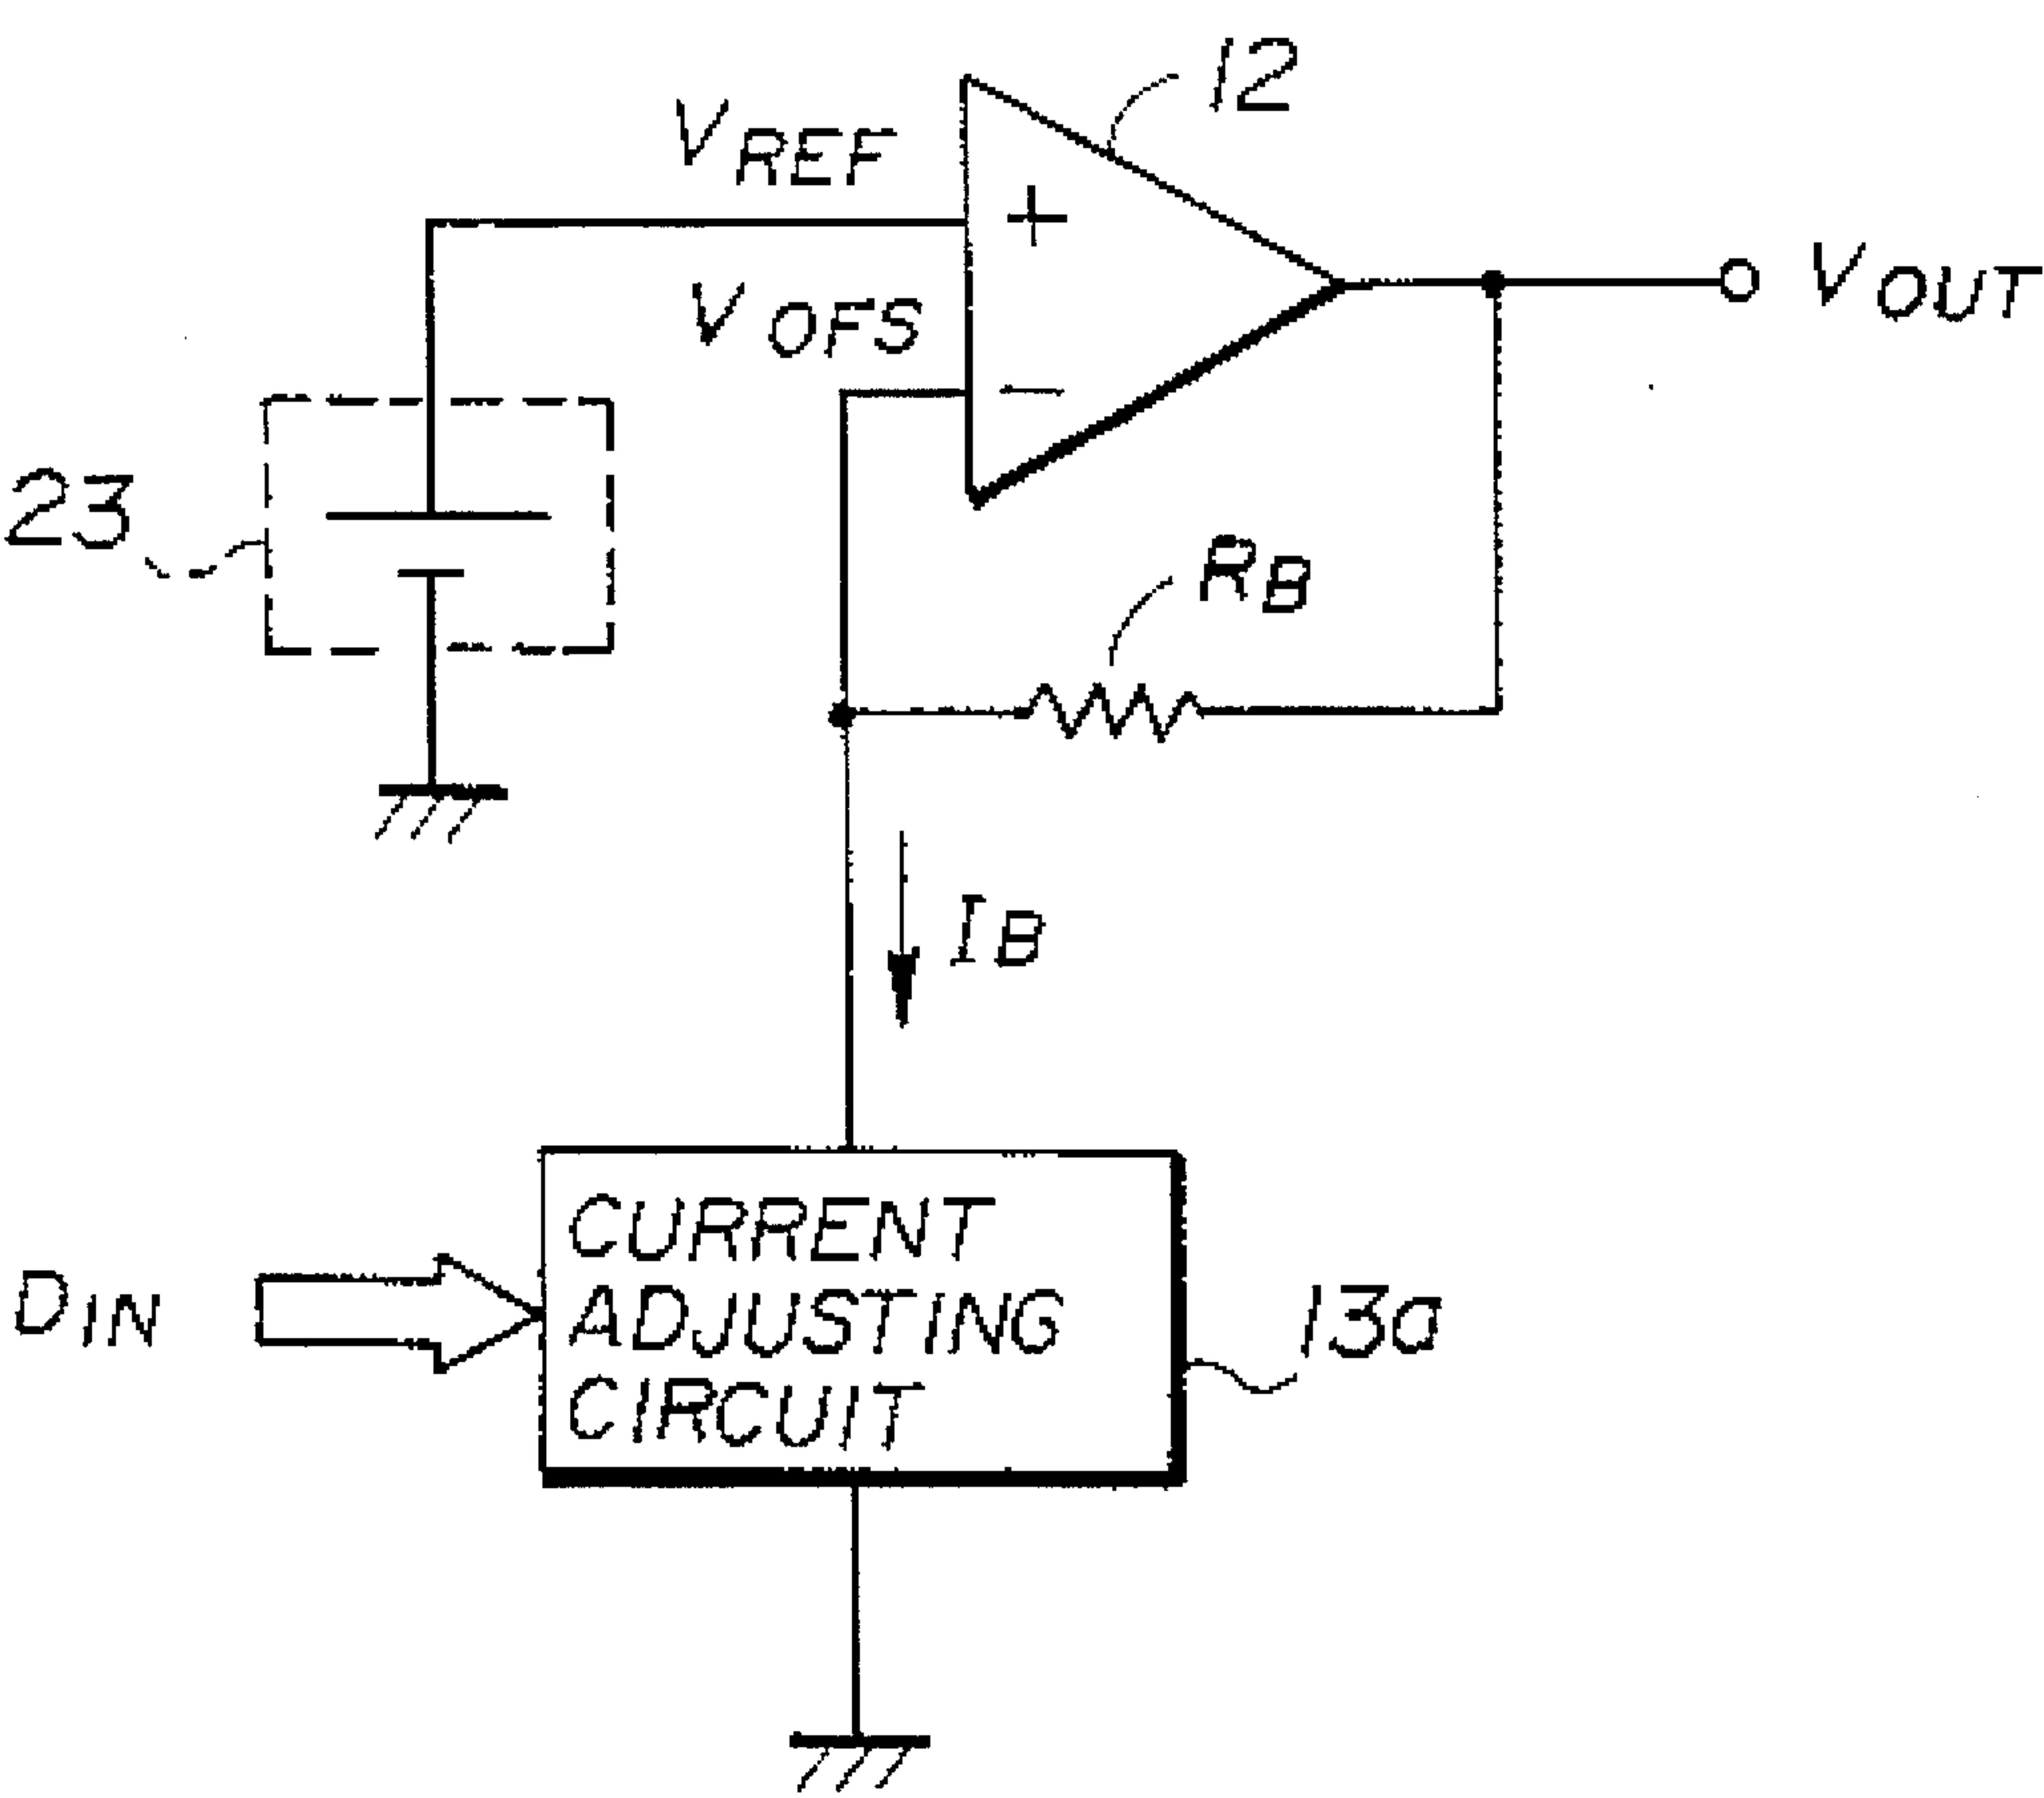 12
VREF
+
VOFS
VOUT
−
23
RB
IB
CURRENT
ADJUSTING
CIRCUIT
DIN
13a